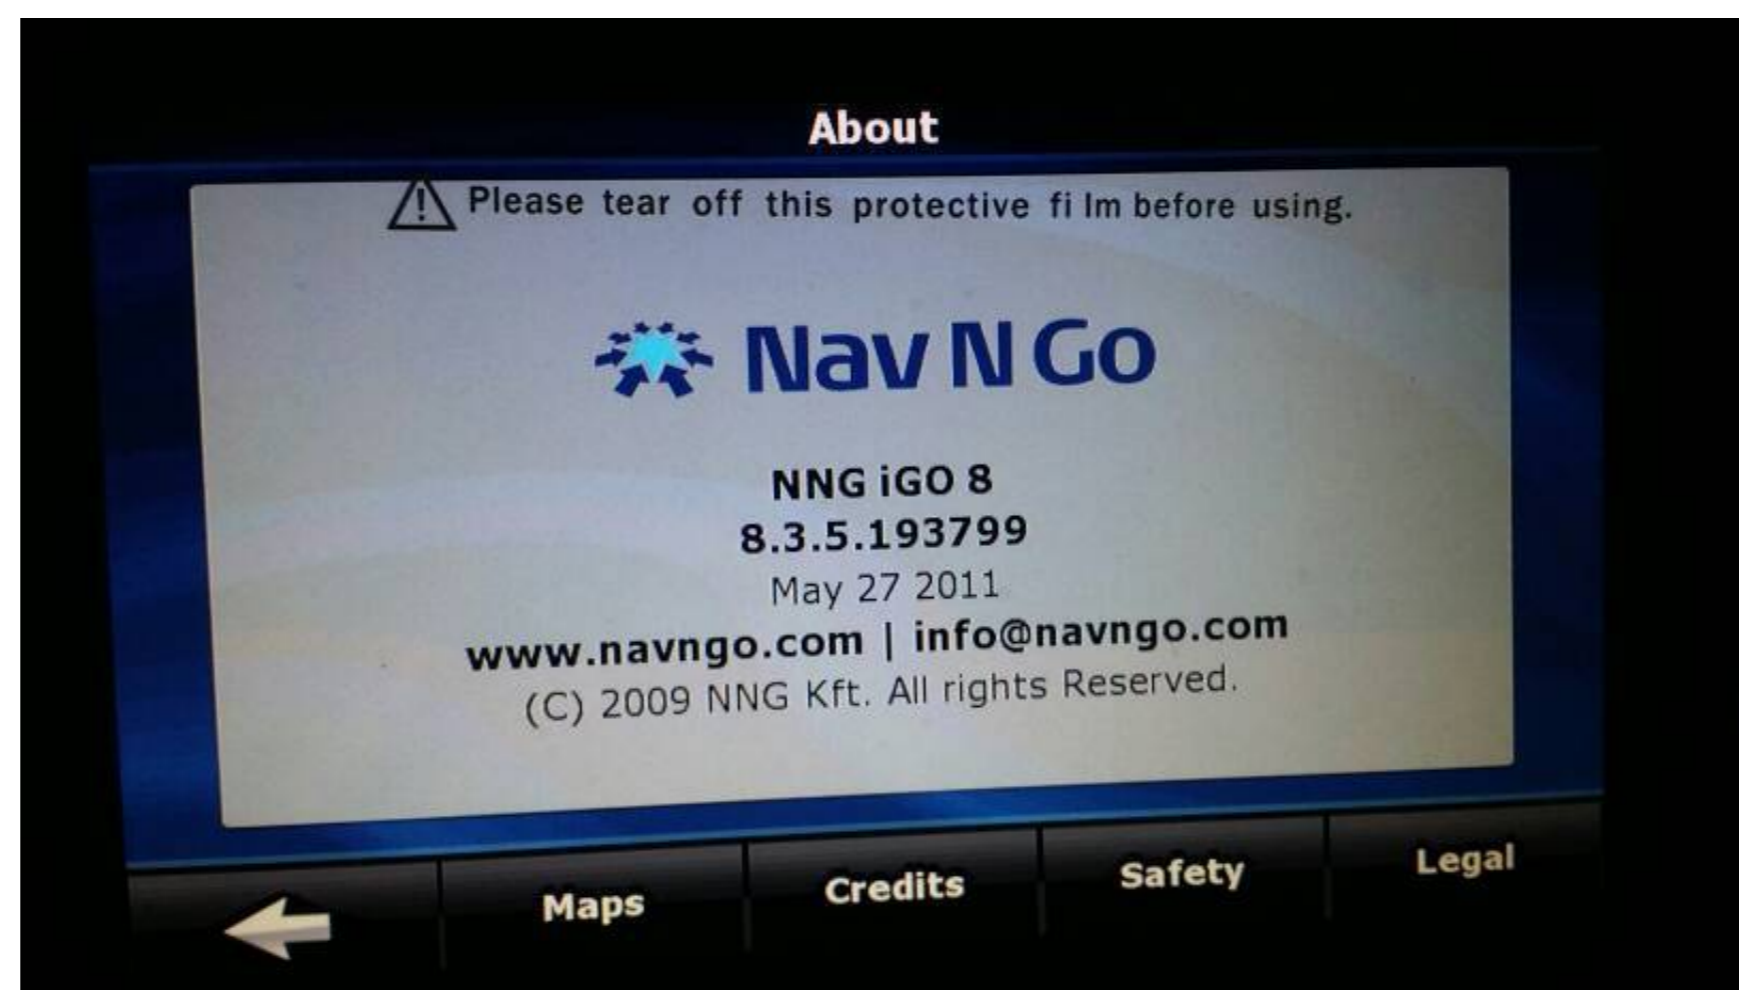 About
Please tear off this protective fi lm before using.
Nav N Go
NNG iGO 8
8.3.5.193799
May 27 2011
www.navngo.com | info@navngo.com
(C) 2009 NNG Kft. All rights Reserved.
Maps
Credits
Safety
Legal